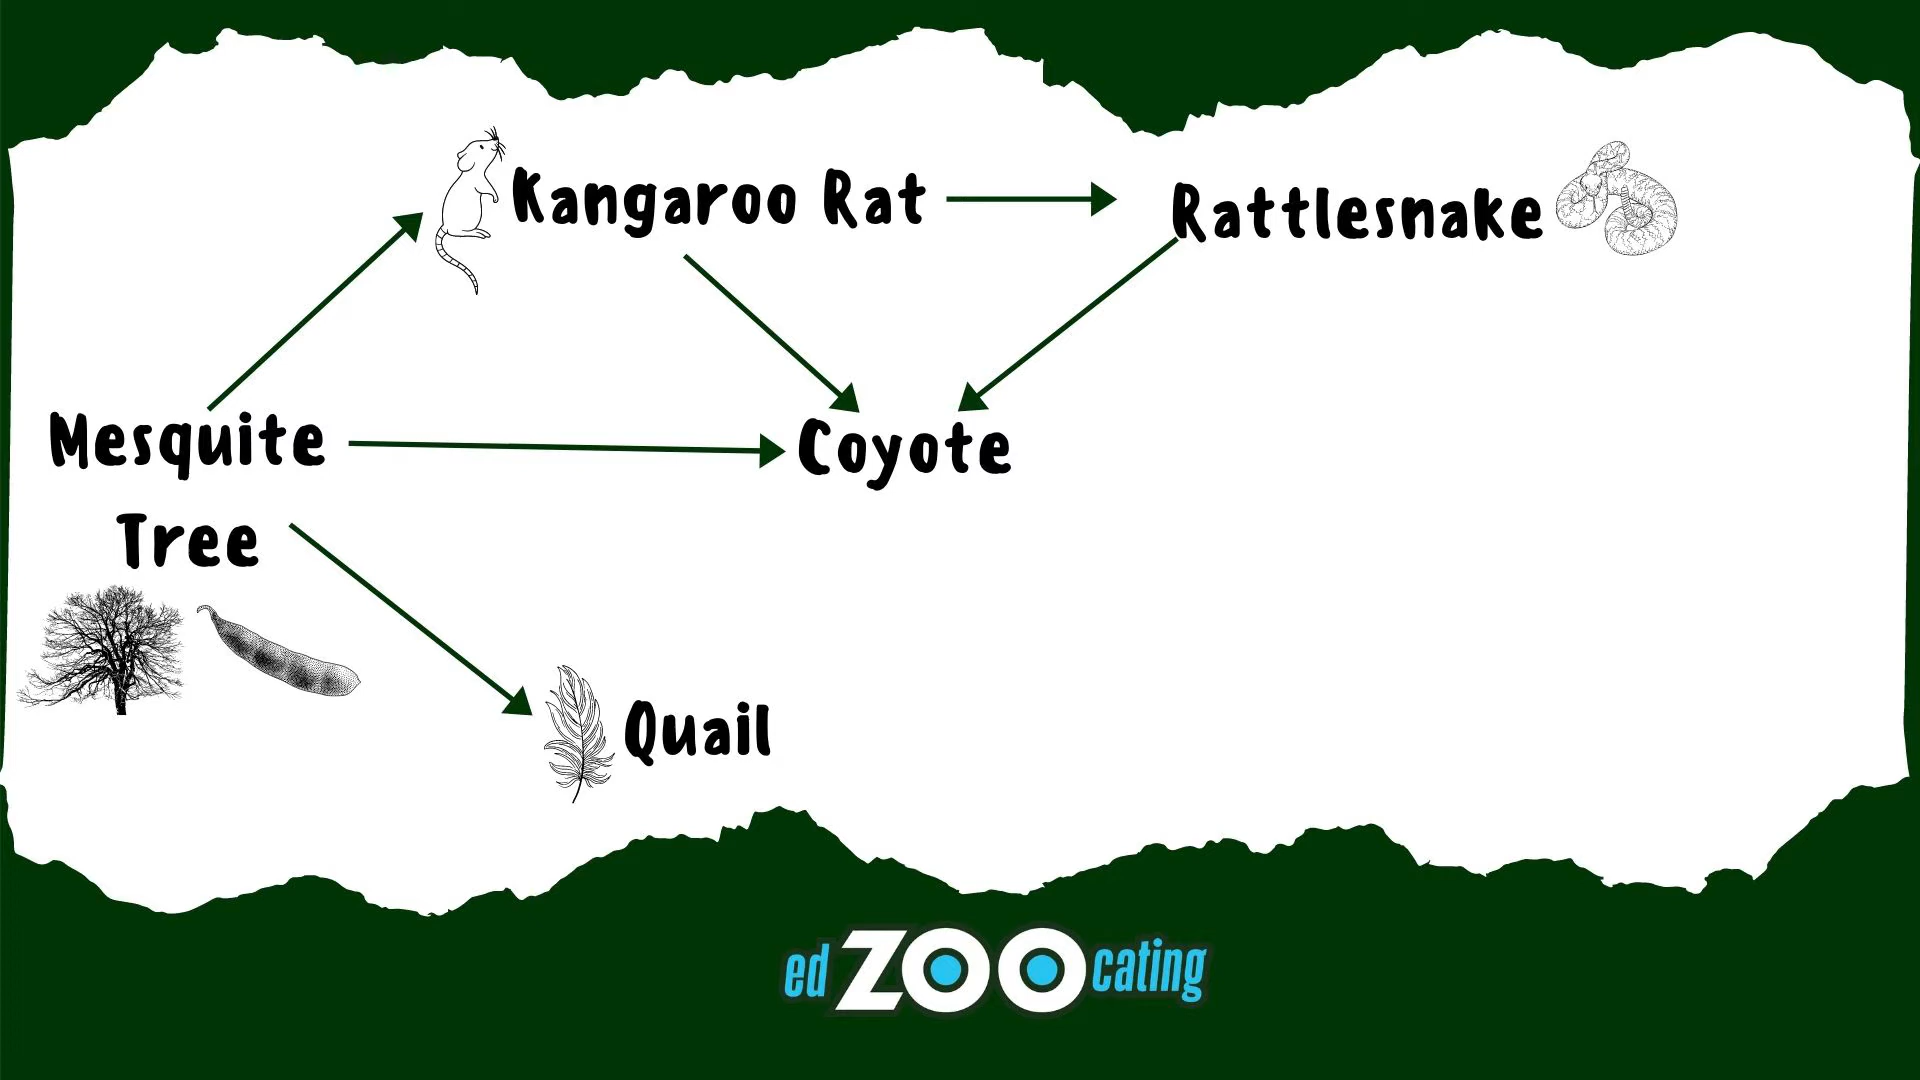 Kangaroo Rat
Rattlesnake
Mesquite
Tree
Coyote
Quail
edZOOcating